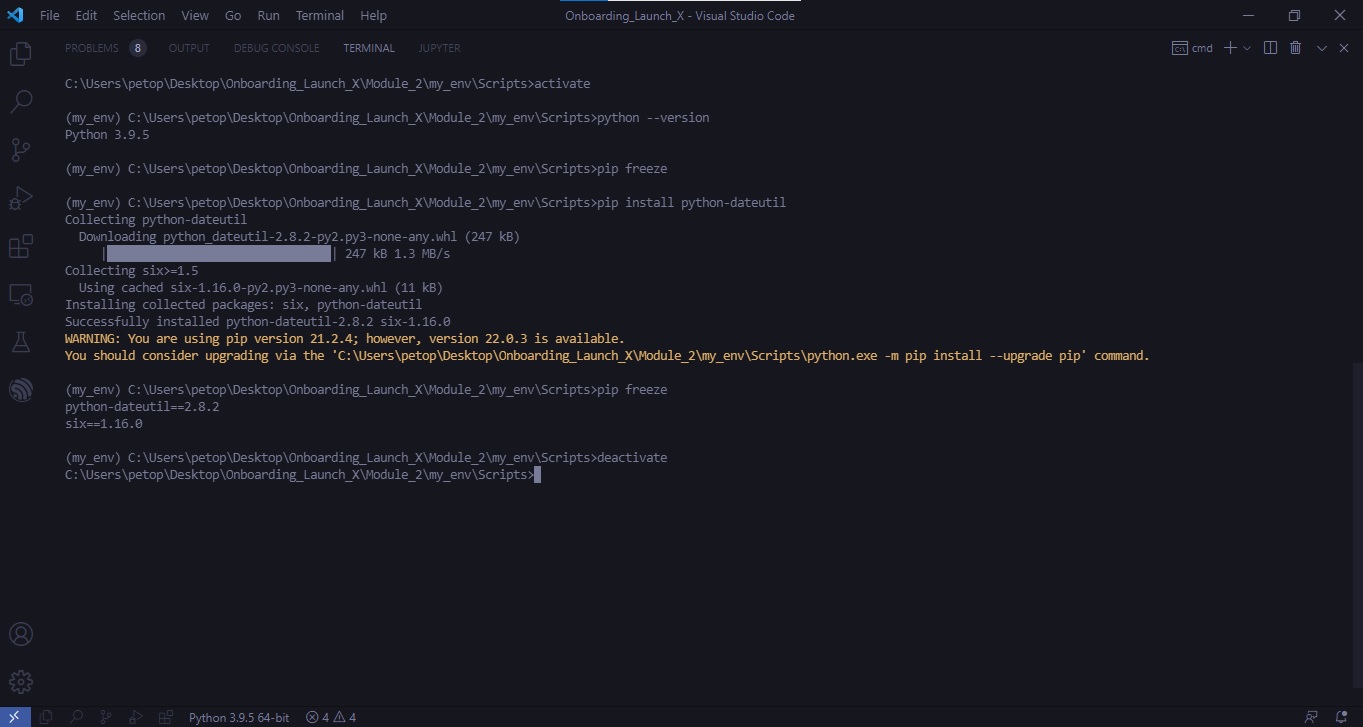 File Edit Selection View Go Run Terminal Help Onboarding_Launch_X - Visual Studio Code
PROBLEMS 8 OUTPUT DEBUG CONSOLE TERMINAL JUPYTER cmd
C:\Users\petop\Desktop\Onboarding_Launch_X\Module_2\my_env\Scripts>activate
(my_env) C:\Users\petop\Desktop\Onboarding_Launch_X\Module_2\my_env\Scripts>python --version
Python 3.9.5
(my_env) C:\Users\petop\Desktop\Onboarding_Launch_X\Module_2\my_env\Scripts>pip freeze
(my_env) C:\Users\petop\Desktop\Onboarding_Launch_X\Module_2\my_env\Scripts>pip install python-dateutil
Collecting python-dateutil
Downloading python_dateutil-2.8.2-py2.py3-none-any.whl (247 kB)
| | 247 kB 1.3 MB/s
Collecting six>=1.5
Using cached six-1.16.0-py2.py3-none-any.whl (11 kB)
Installing collected packages: six, python-dateutil
Successfully installed python-dateutil-2.8.2 six-1.16.0
WARNING: You are using pip version 21.2.4; however, version 22.0.3 is available.
You should consider upgrading via the 'C:\Users\petop\Desktop\Onboarding_Launch_X\Module_2\my_env\Scripts\python.exe -m pip install --upgrade pip' command.
(my_env) C:\Users\petop\Desktop\Onboarding_Launch_X\Module_2\my_env\Scripts>pip freeze
python-dateutil==2.8.2
six==1.16.0
(my_env) C:\Users\petop\Desktop\Onboarding_Launch_X\Module_2\my_env\Scripts>deactivate
C:\Users\petop\Desktop\Onboarding_Launch_X\Module_2\my_env\Scripts>
Python 3.9.5 64-bit 4 4